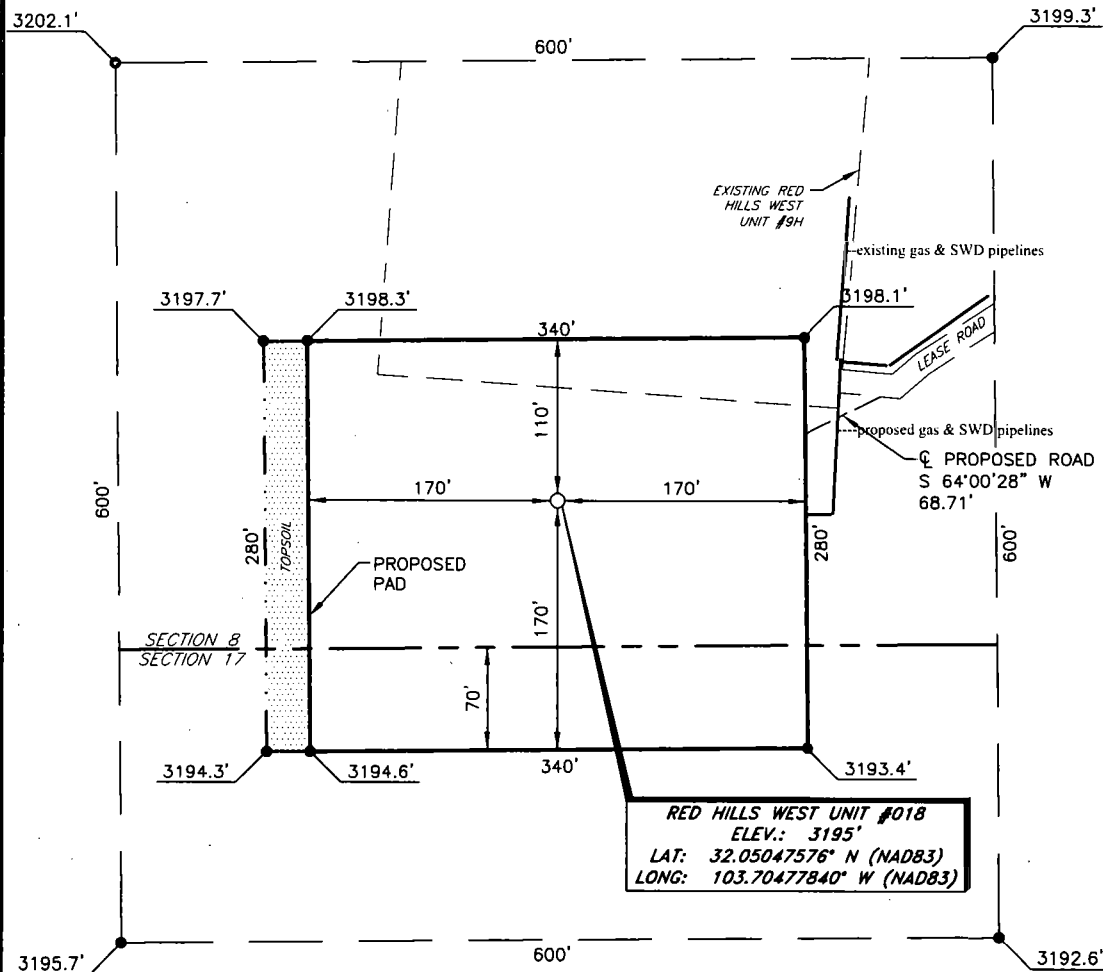 3202.1'
3199.3'
600'
EXISTING RED
HILLS WEST
UNIT #9H
existing gas & SWD pipelines
3197.7'
3198.3'
3198.1'
340'
LEASE ROAD
110'
proposed gas & SWD pipelines
℄ PROPOSED ROAD
S 64°00'28" W
68.71'
170'
170'
600'
280'
TOPSOIL
280'
600'
PROPOSED
PAD
170'
SECTION 8
SECTION 17
70'
3194.3'
3194.6'
340'
3193.4'
RED HILLS WEST UNIT #018
ELEV.: 3195'
LAT: 32.05047576° N (NAD83)
LONG: 103.70477840° W (NAD83)
3195.7'
600'
3192.6'